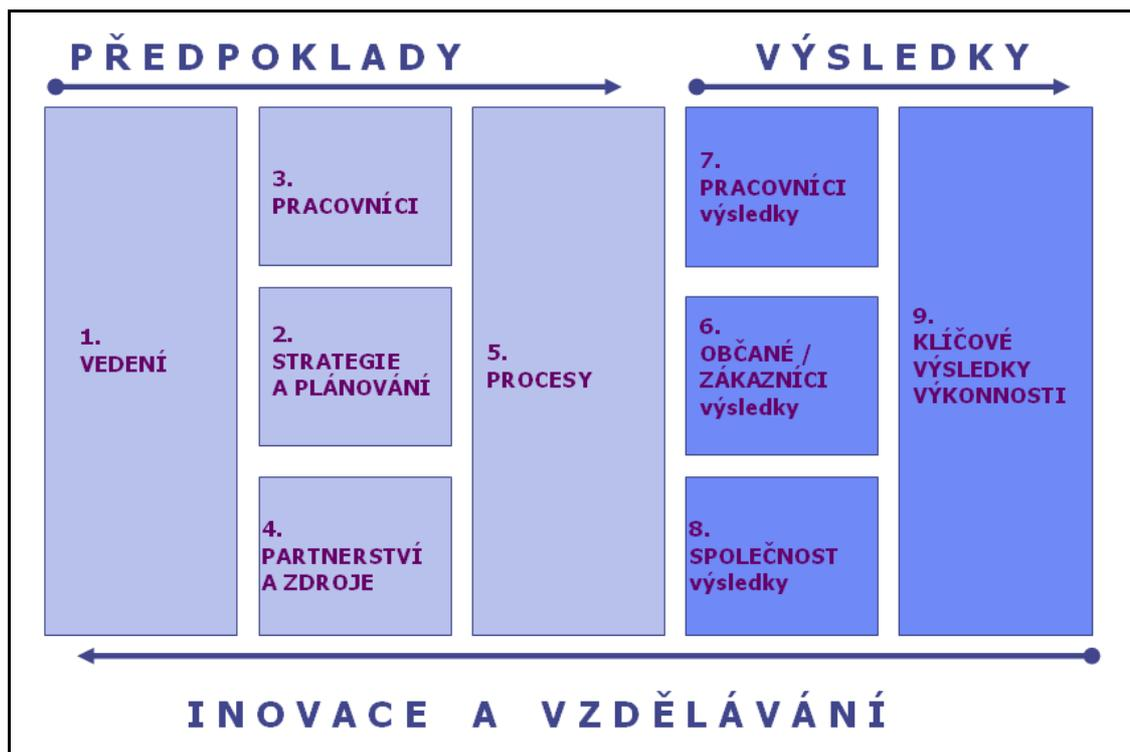 PŘEDPOKLADY
VÝSLEDKY
1.
VEDENÍ
3.
PRACOVNÍCI
2.
STRATEGIE
A PLÁNOVÁNÍ
4.
PARTNERSTVÍ
A ZDROJE
5.
PROCESY
7.
PRACOVNÍCI
výsledky
6.
OBČANÉ /
ZÁKAZNÍCI
výsledky
8.
SPOLEČNOST
výsledky
9.
KLÍČOVÉ
VÝSLEDKY
VÝKONNOSTI
INOVACE A VZDĚLÁVÁNÍ